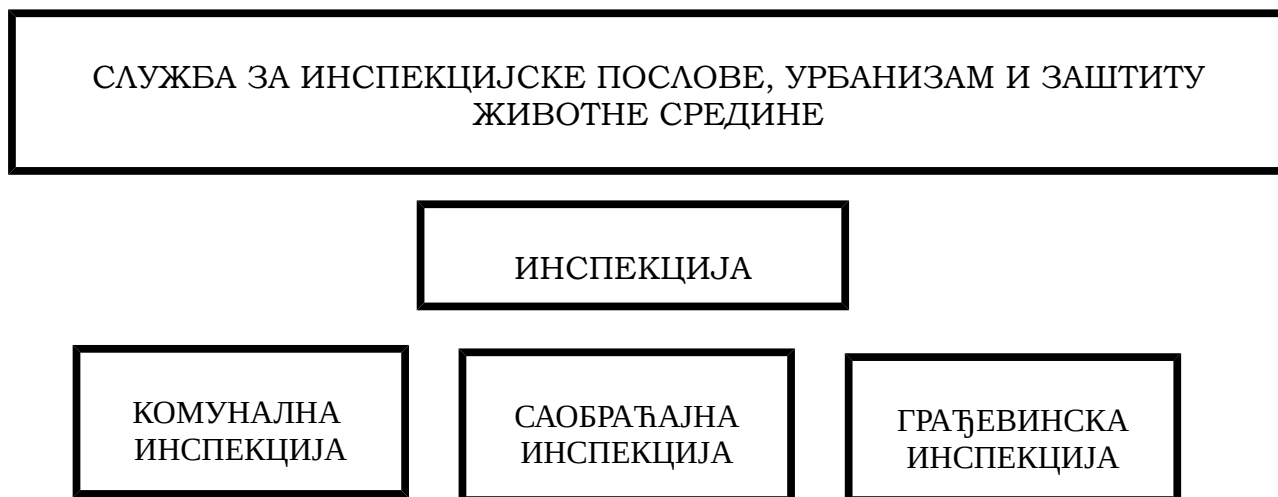 СЛУЖБА ЗА ИНСПЕКЦИЈСКЕ ПОСЛОВЕ, УРБАНИЗАМ И ЗАШТИТУ
ЖИВОТНЕ СРЕДИНЕ
ИНСПЕКЦИЈА
КОМУНАЛНА
ИНСПЕКЦИЈА
САОБРАЋАЈНА
ИНСПЕКЦИЈА
ГРАЂЕВИНСКА
ИНСПЕКЦИЈА